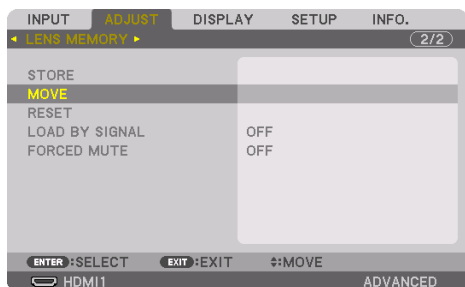 INPUT ADJUST DISPLAY SETUP INFO.
LENS MEMORY 2/2
STORE
MOVE
RESET
LOAD BY SIGNAL OFF
FORCED MUTE OFF
ENTER :SELECT EXIT :EXIT :MOVE
HDMI1 ADVANCED